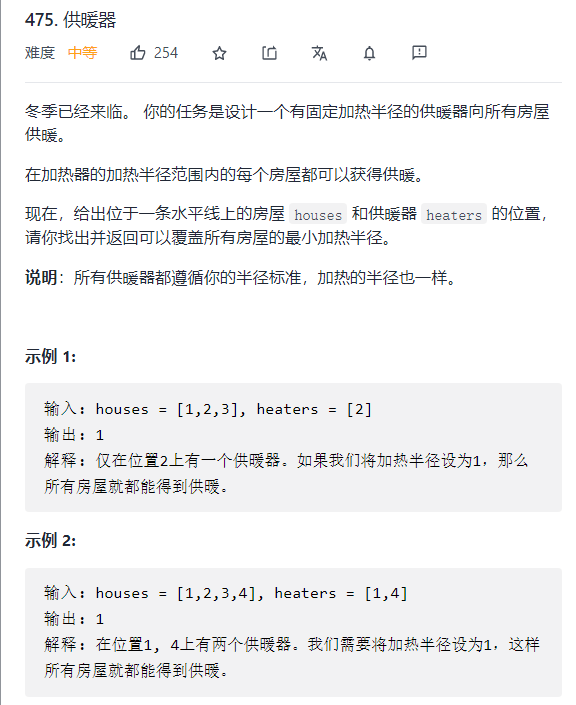 475. 供暖器
难度 中等 254
冬季已经来临。 你的任务是设计一个有固定加热半径的供暖器向所有房屋
供暖。
在加热器的加热半径范围内的每个房屋都可以获得供暖。
现在，给出位于一条水平线上的房屋 houses 和供暖器 heaters 的位置，
请你找出并返回可以覆盖所有房屋的最小加热半径。
说明：所有供暖器都遵循你的半径标准，加热的半径也一样。
示例 1:
输入: houses = [1,2,3], heaters = [2]
输出: 1
解释: 仅在位置2上有一个供暖器。如果我们将加热半径设为1，那么
所有房屋就都能得到供暖。
示例 2:
输入: houses = [1,2,3,4], heaters = [1,4]
输出: 1
解释: 在位置1, 4上有两个供暖器。我们需要将加热半径设为1，这样
所有房屋就都能得到供暖。